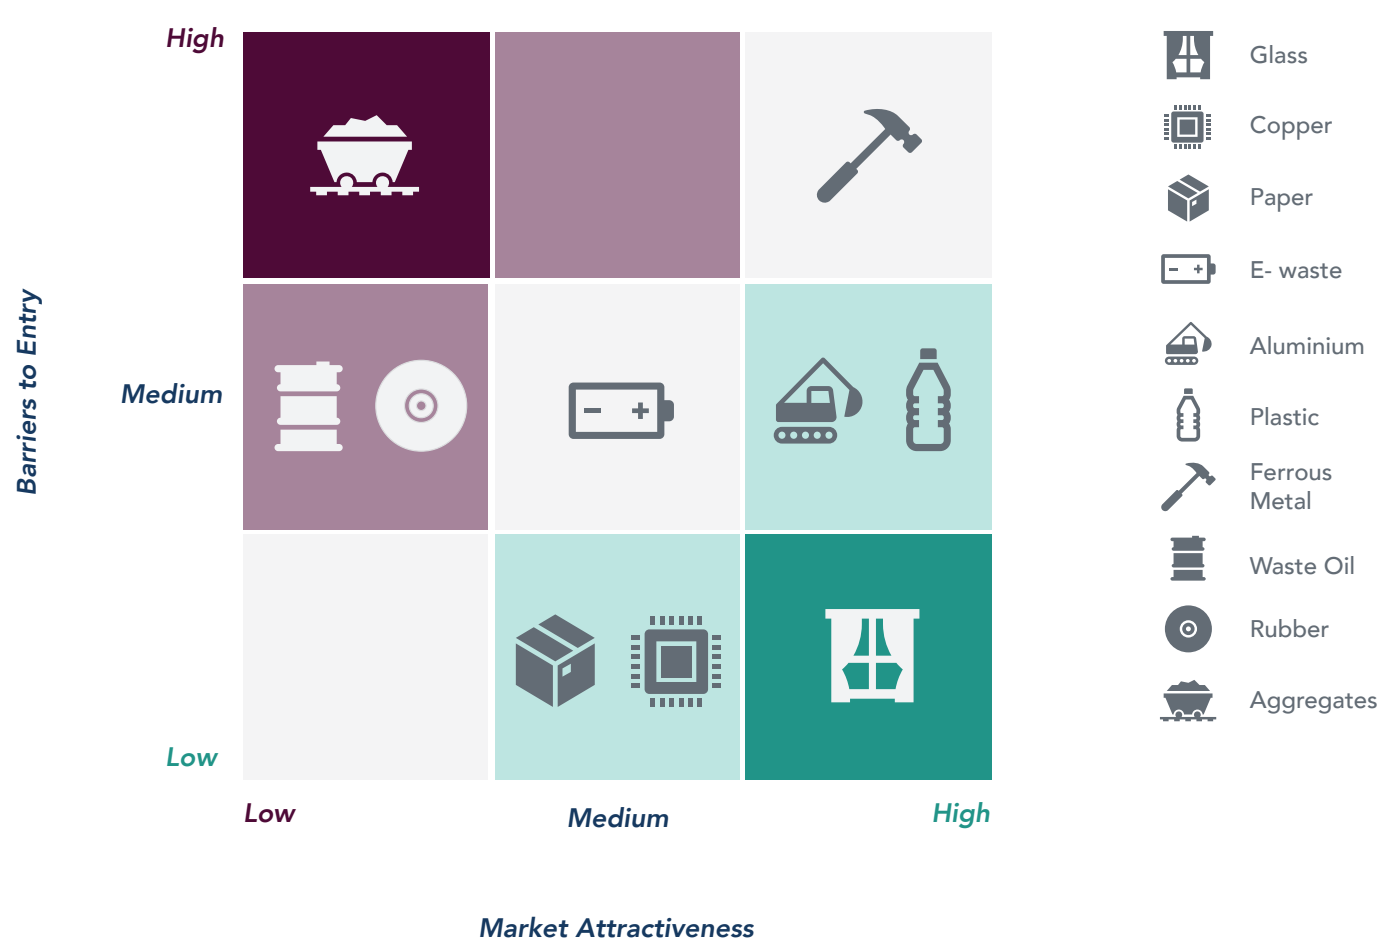 High
Glass
Copper
Paper
E- waste
Barriers to Entry
Medium
Aluminium
Plastic
Ferrous
Metal
Waste Oil
Rubber
Aggregates
Low
Low
Medium
High
Market Attractiveness